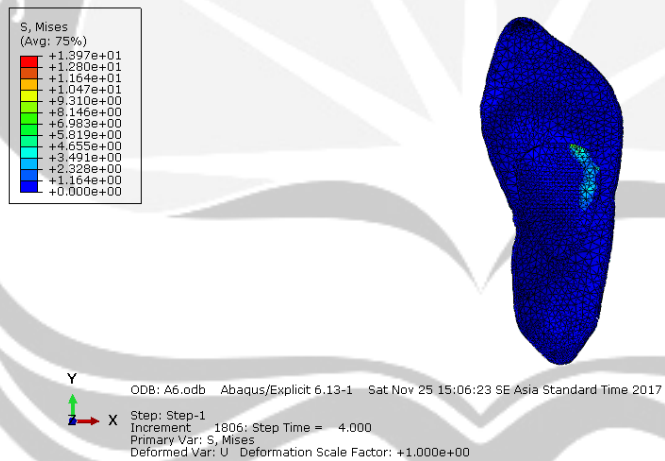 S, Mises
(Avg: 75%)
+1.397e+01
+1.280e+01
+1.164e+01
+1.047e+01
+9.310e+00
+8.146e+00
+6.983e+00
+5.819e+00
+4.655e+00
+3.491e+00
+2.328e+00
+1.164e+00
+0.000e+00
Y
Z X
ODB: A6.odb Abaqus/Explicit 6.13-1 Sat Nov 25 15:06:23 SE Asia Standard Time 2017
Step: Step-1
Increment 1806: Step Time = 4.000
Primary Var: S, Mises
Deformed Var: U Deformation Scale Factor: +1.000e+00